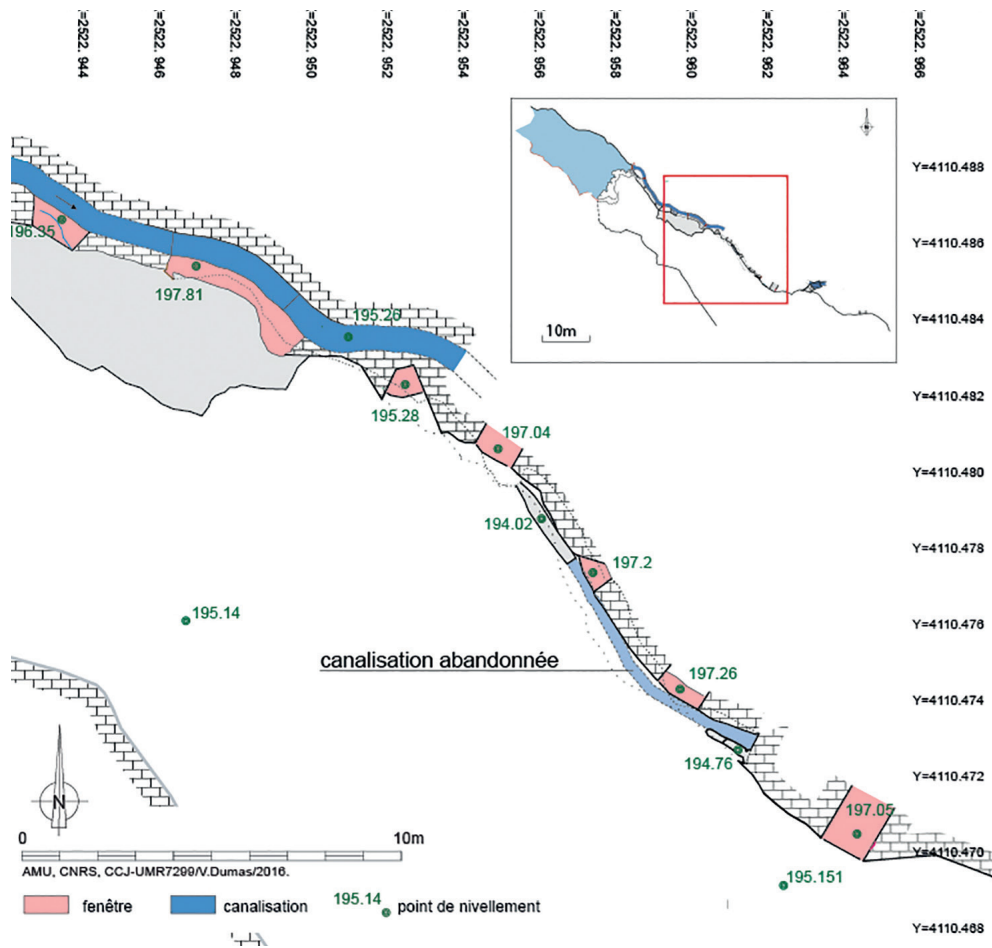 =2522. 944
=2522. 946
=2522. 948
=2522. 950
=2522. 952
=2522. 954
=2522. 956
=2522. 958
=2522. 960
=2522. 962
=2522. 964
=2522. 966
Y=4110.488
Y=4110.486
Y=4110.484
Y=4110.482
Y=4110.480
Y=4110.478
Y=4110.476
Y=4110.474
Y=4110.472
Y=4110.470
Y=4110.468
10m
196.35
197.81
195.26
195.28
197.04
194.02
197.2
195.14
canalisation abandonnée
197.26
194.76
197.05
195.151
N
0 10m
AMU, CNRS, CCJ-UMR7299/V.Dumas/2016.
fenêtre canalisation 195.14 point de nivellement